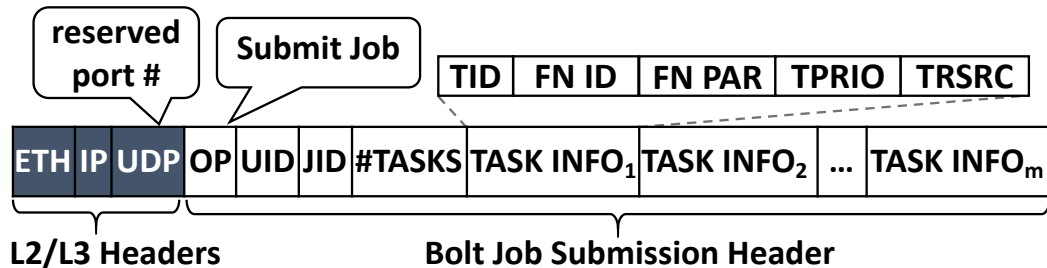 reserved
port #
Submit Job
TID FN ID FN PAR TPRIO TRSRC
ETH IP UDP OP UID JID #TASKS TASK INFO1 TASK INFO2 ... TASK INFOm
L2/L3 Headers Bolt Job Submission Header